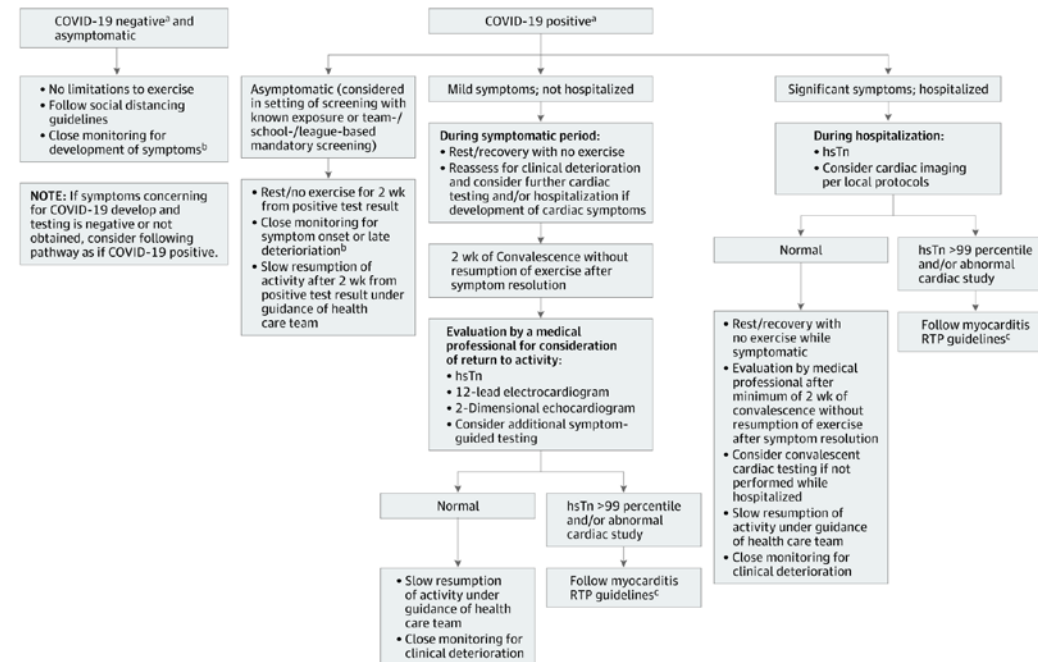 COVID-19 negativeᵃ and
asymptomatic
• No limitations to exercise
• Follow social distancing
guidelines
• Close monitoring for
development of symptomsᵇ
NOTE: If symptoms concerning
for COVID-19 develop and
testing is negative or not
obtained, consider following
pathway as if COVID-19 positive.
COVID-19 positiveᵃ
Asymptomatic (considered
in setting of screening with
known exposure or team-/
school-/league-based
mandatory screening)
• Rest/no exercise for 2 wk
from positive test result
• Close monitoring for
symptom onset or late
deteriorationᵇ
• Slow resumption of
activity after 2 wk from
positive test result under
guidance of health
care team
Mild symptoms; not hospitalized
During symptomatic period:
• Rest/recovery with no exercise
• Reassess for clinical deterioration
and consider further cardiac
testing and/or hospitalization if
development of cardiac symptoms
2 wk of Convalescence without
resumption of exercise after
symptom resolution
Evaluation by a medical
professional for consideration
of return to activity:
• hsTn
• 12-lead electrocardiogram
• 2-Dimensional echocardiogram
• Consider additional symptom-
guided testing
Normal
• Slow resumption
of activity under
guidance of health
care team
• Close monitoring for
clinical deterioration
hsTn >99 percentile
and/or abnormal
cardiac study
Follow myocarditis
RTP guidelinesᶜ
Significant symptoms; hospitalized
During hospitalization:
• hsTn
• Consider cardiac imaging
per local protocols
Normal
• Rest/recovery with
no exercise while
symptomatic
• Evaluation by medical
professional after
minimum of 2 wk of
convalescence without
resumption of exercise
after symptom resolution
• Consider convalescent
cardiac testing if not
performed while
hospitalized
• Slow resumption of
activity under guidance
of health care team
• Close monitoring for
clinical deterioration
hsTn >99 percentile
and/or abnormal
cardiac study
Follow myocarditis
RTP guidelinesᶜ